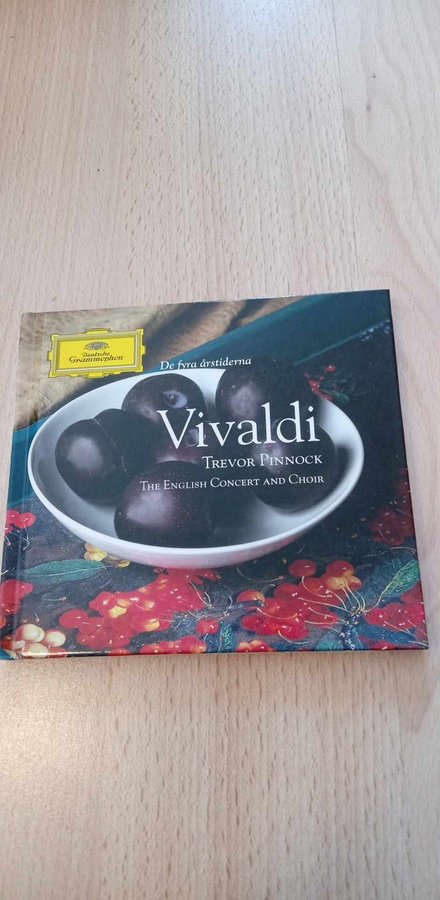 Deutsche
Grammophon
De fyra årstiderna
Vivaldi
Trevor Pinnock
The English Concert and Choir